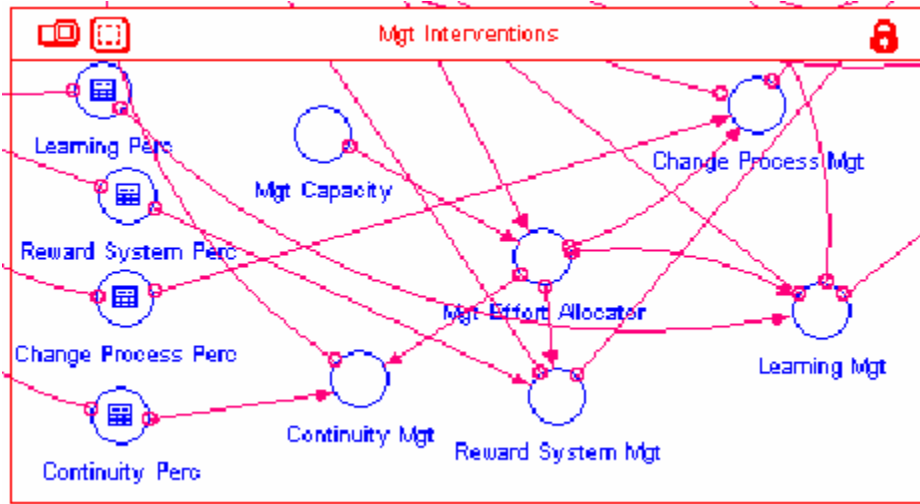 Mgt Interventions
Learning Perc
Mgt Capacity
Change Process Mgt
Reward System Perc
Mgt Effort Allocator
Change Process Perc
Learning Mgt
Continuity Mgt
Reward System Mgt
Continuity Perc